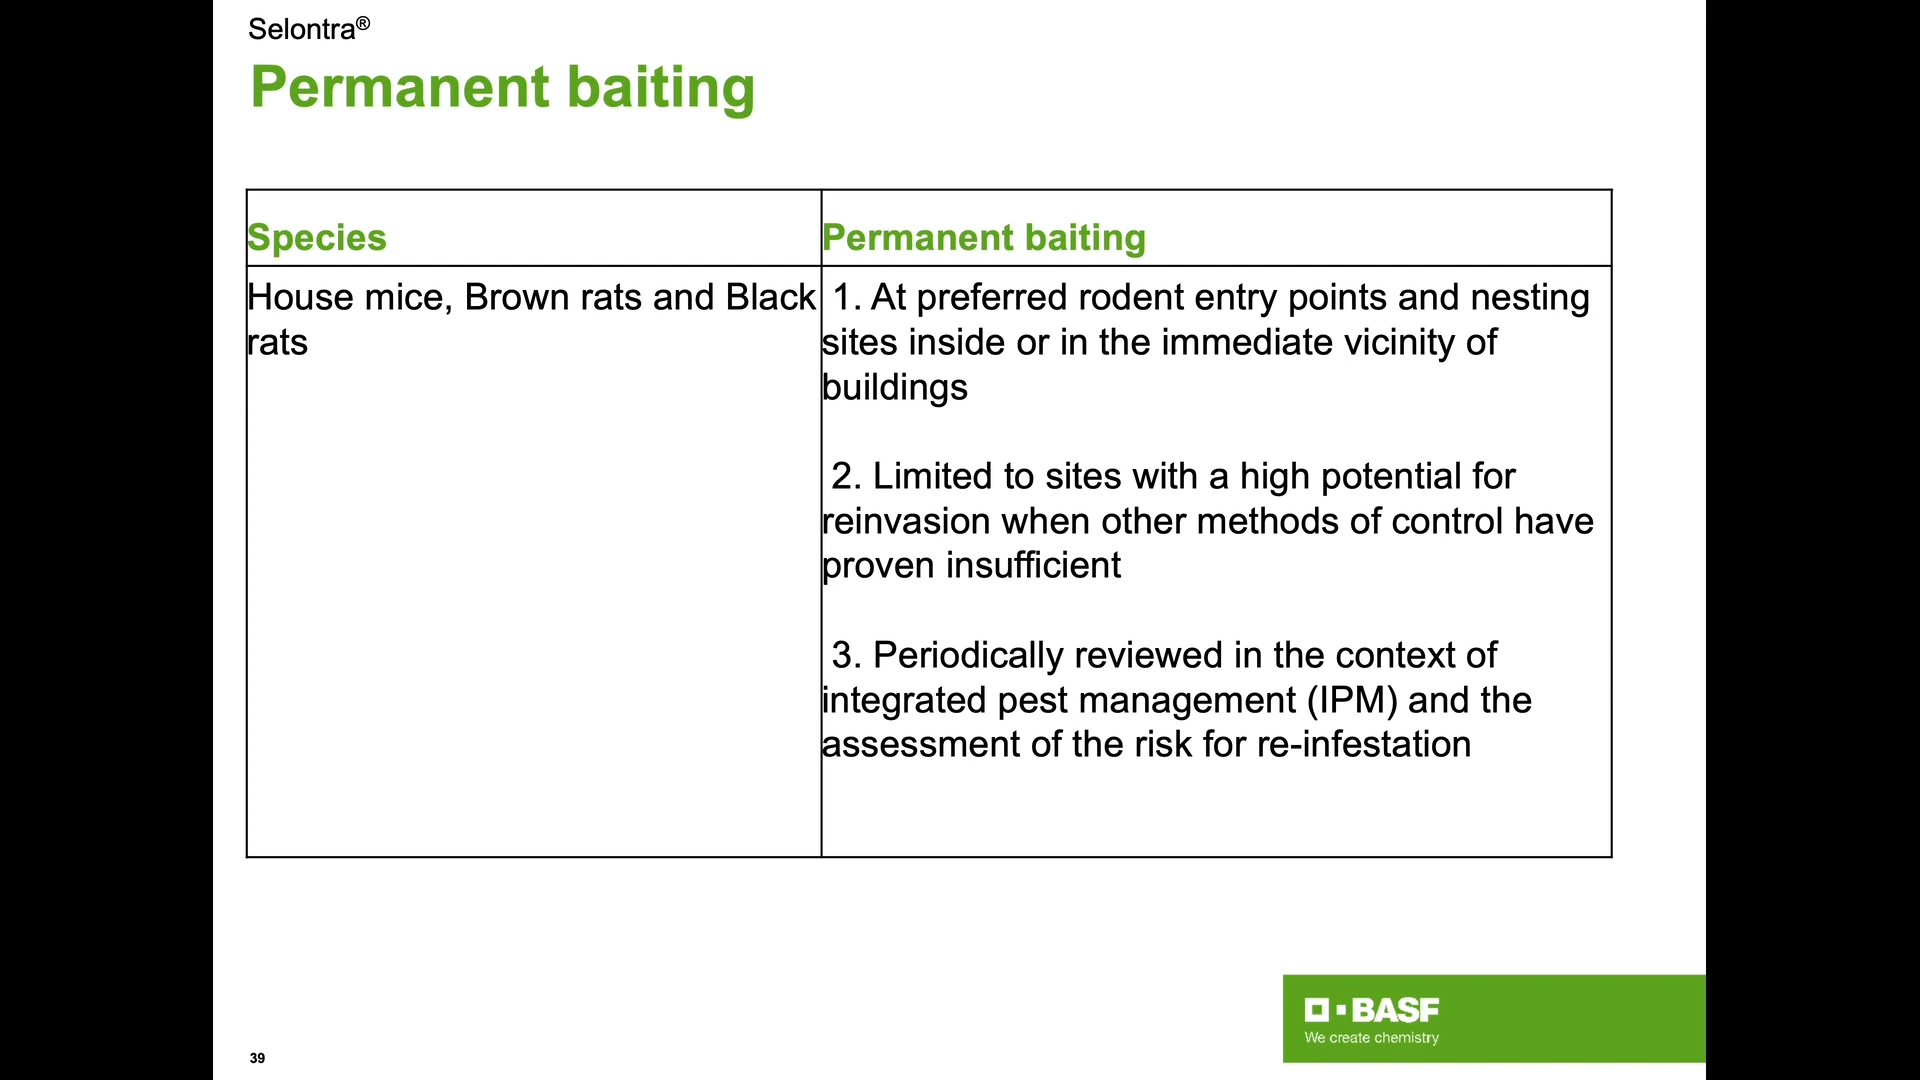 Selontra®
Permanent baiting
Species
Permanent baiting
House mice, Brown rats and Black
rats
1. At preferred rodent entry points and nesting
sites inside or in the immediate vicinity of
buildings
2. Limited to sites with a high potential for
reinvasion when other methods of control have
proven insufficient
3. Periodically reviewed in the context of
integrated pest management (IPM) and the
assessment of the risk for re-infestation
BASF
We create chemistry
39